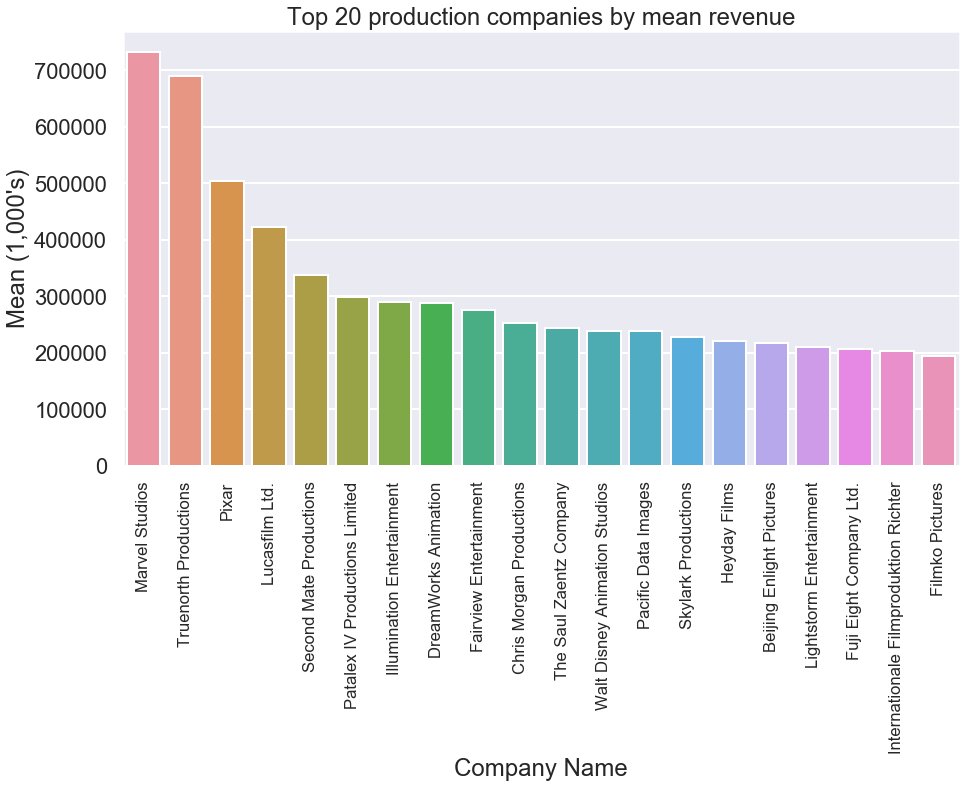 Top 20 production companies by mean revenue
Mean (1,000's)
700000
600000
500000
400000
300000
200000
100000
0
Marvel Studios
Truenorth Productions
Pixar
Lucasfilm Ltd.
Second Mate Productions
Patalex IV Productions Limited
Illumination Entertainment
DreamWorks Animation
Fairview Entertainment
Chris Morgan Productions
The Saul Zaentz Company
Walt Disney Animation Studios
Pacific Data Images
Skylark Productions
Heyday Films
Beijing Enlight Pictures
Lightstorm Entertainment
Fuji Eight Company Ltd.
Internationale Filmproduktion Richter
Filmko Pictures
Company Name